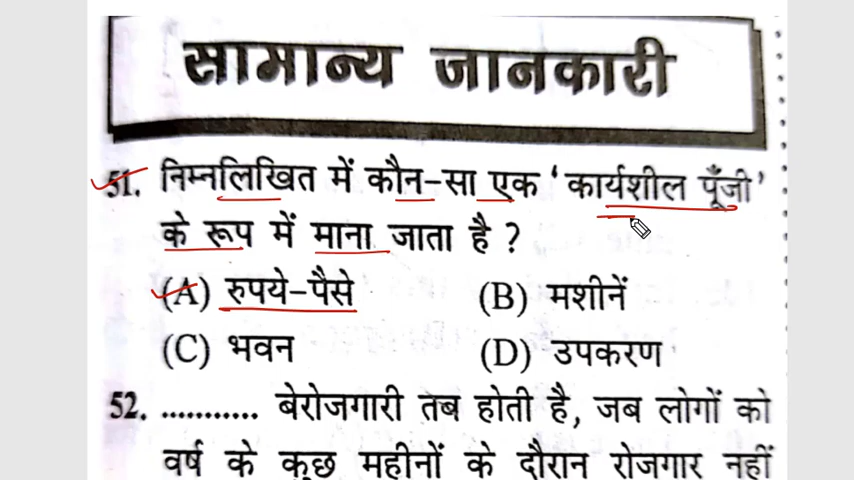 सामान्य जानकारी
51. निम्नलिखित में कौन-सा एक ‘कार्यशील पूँजी’
के रूप में माना जाता है ?
(A) रुपये-पैसे (B) मशीनें
(C) भवन (D) उपकरण
52. ........... बेरोजगारी तब होती है, जब लोगों को
वर्ष के कुछ महीनों के दौरान रोजगार नहीं